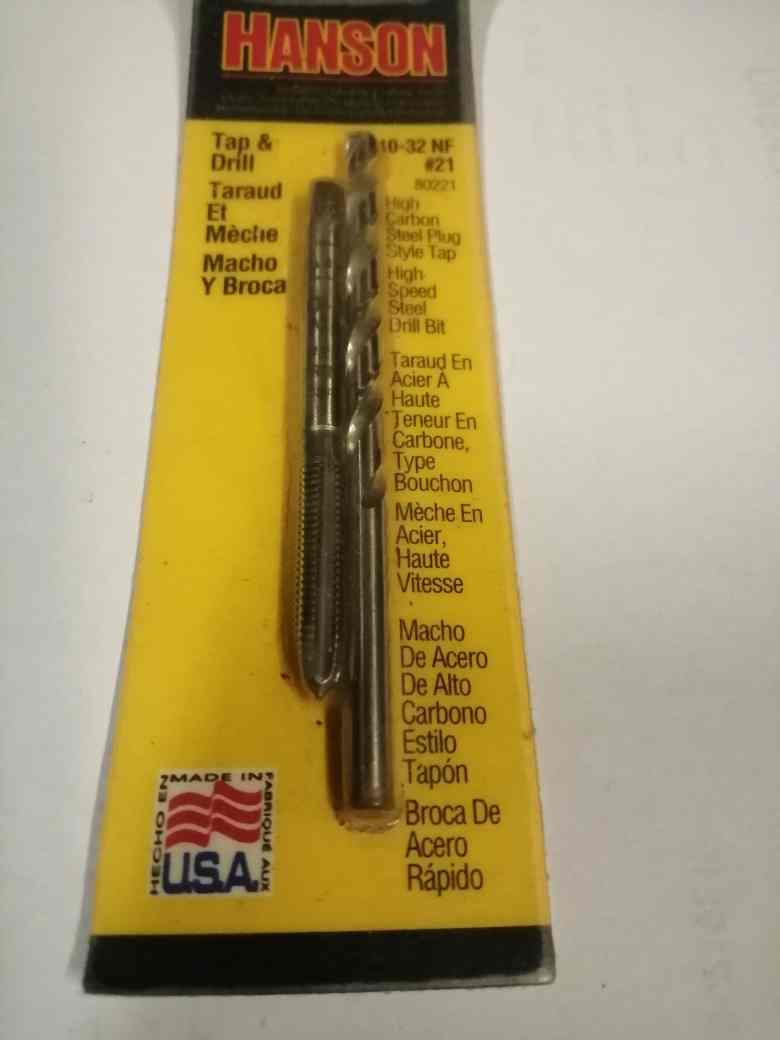 HANSON
Tap &
Drill
Taraud
Et
Mèche
Macho
Y Broca
10-32 NF
#21
80221
High
Carbon
Steel Plug
Style Tap
High
Speed
Steel
Drill Bit
Taraud En
Acier À
Haute
Teneur En
Carbone,
Type
Bouchon
Mèche En
Acier,
Haute
Vitesse
Macho
De Acero
De Alto
Carbono
Estilo
Tapón
Broca De
Acero
Rápido
HECHO EN
MADE IN
FABRIQUÉ AUX
U.S.A.